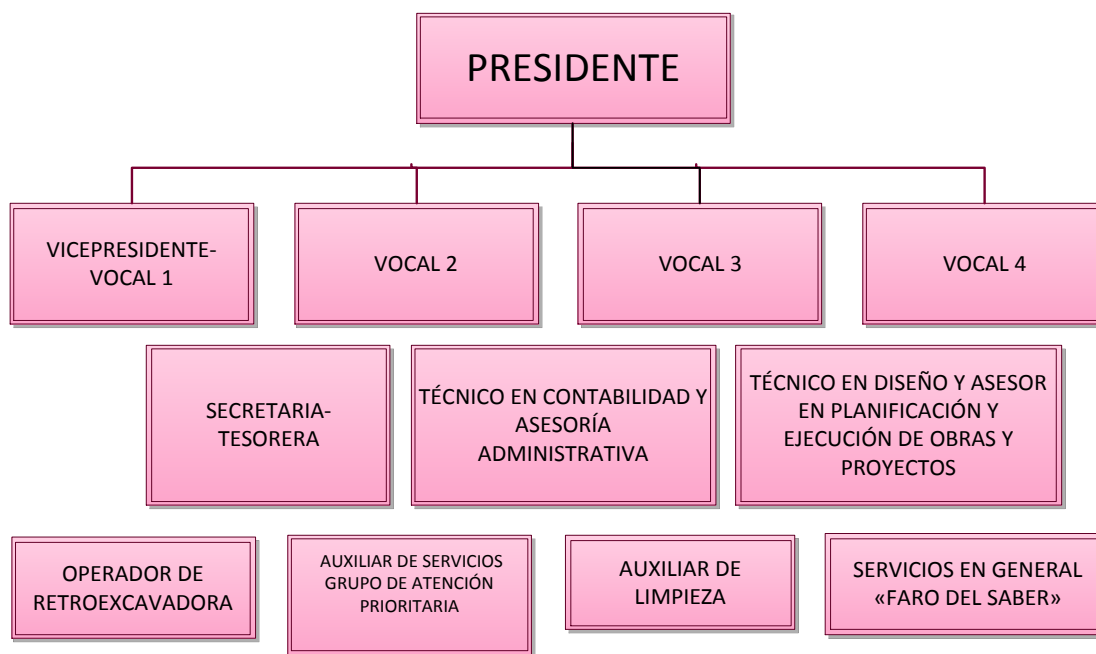 PRESIDENTE
VICEPRESIDENTE-
VOCAL 1
VOCAL 2
VOCAL 3
VOCAL 4
SECRETARIA-
TESORERA
TÉCNICO EN CONTABILIDAD Y
ASESORÍA
ADMINISTRATIVA
TÉCNICO EN DISEÑO Y ASESOR
EN PLANIFICACIÓN Y
EJECUCIÓN DE OBRAS Y
PROYECTOS
OPERADOR DE
RETROEXCAVADORA
AUXILIAR DE SERVICIOS
GRUPO DE ATENCIÓN
PRIORITARIA
AUXILIAR DE
LIMPIEZA
SERVICIOS EN GENERAL
«FARO DEL SABER»